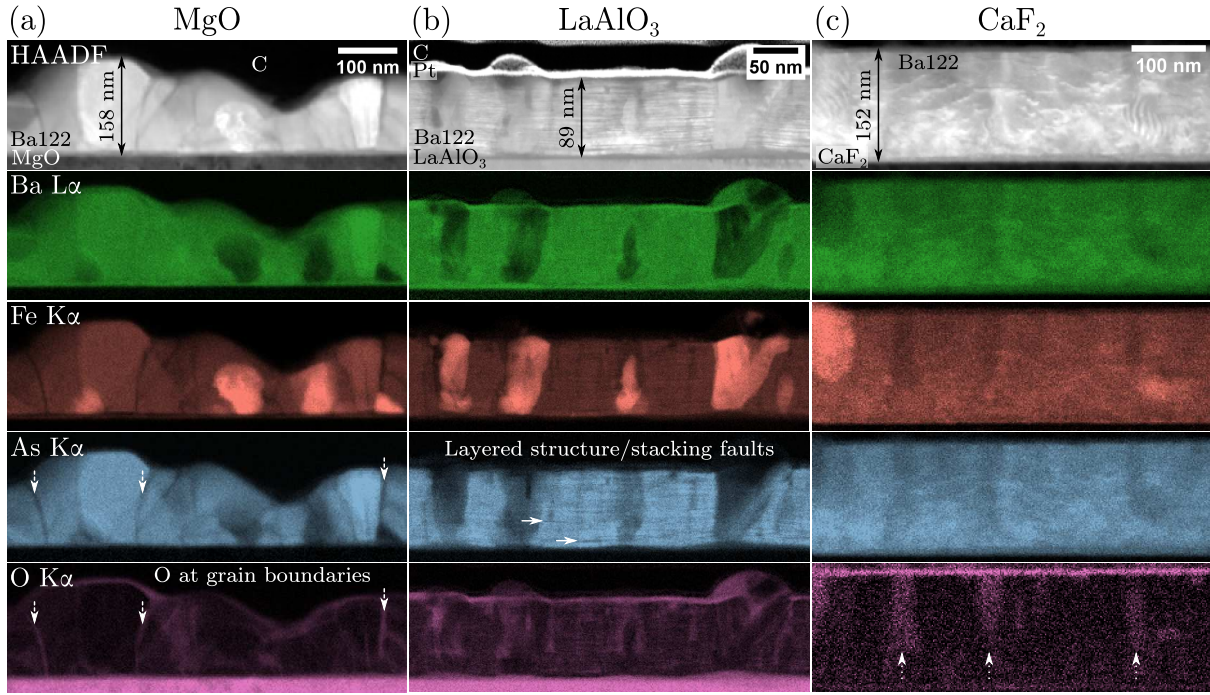 (a) MgO
HAADF
C
100 nm
158 nm
Ba122
MgO
Ba Lα
Fe Kα
As Kα
O Kα
O at grain boundaries
(b) LaAlO₃
C
Pt
50 nm
89 nm
Ba122
LaAlO₃
Layered structure/stacking faults
(c) CaF₂
Ba122
100 nm
152 nm
CaF₂